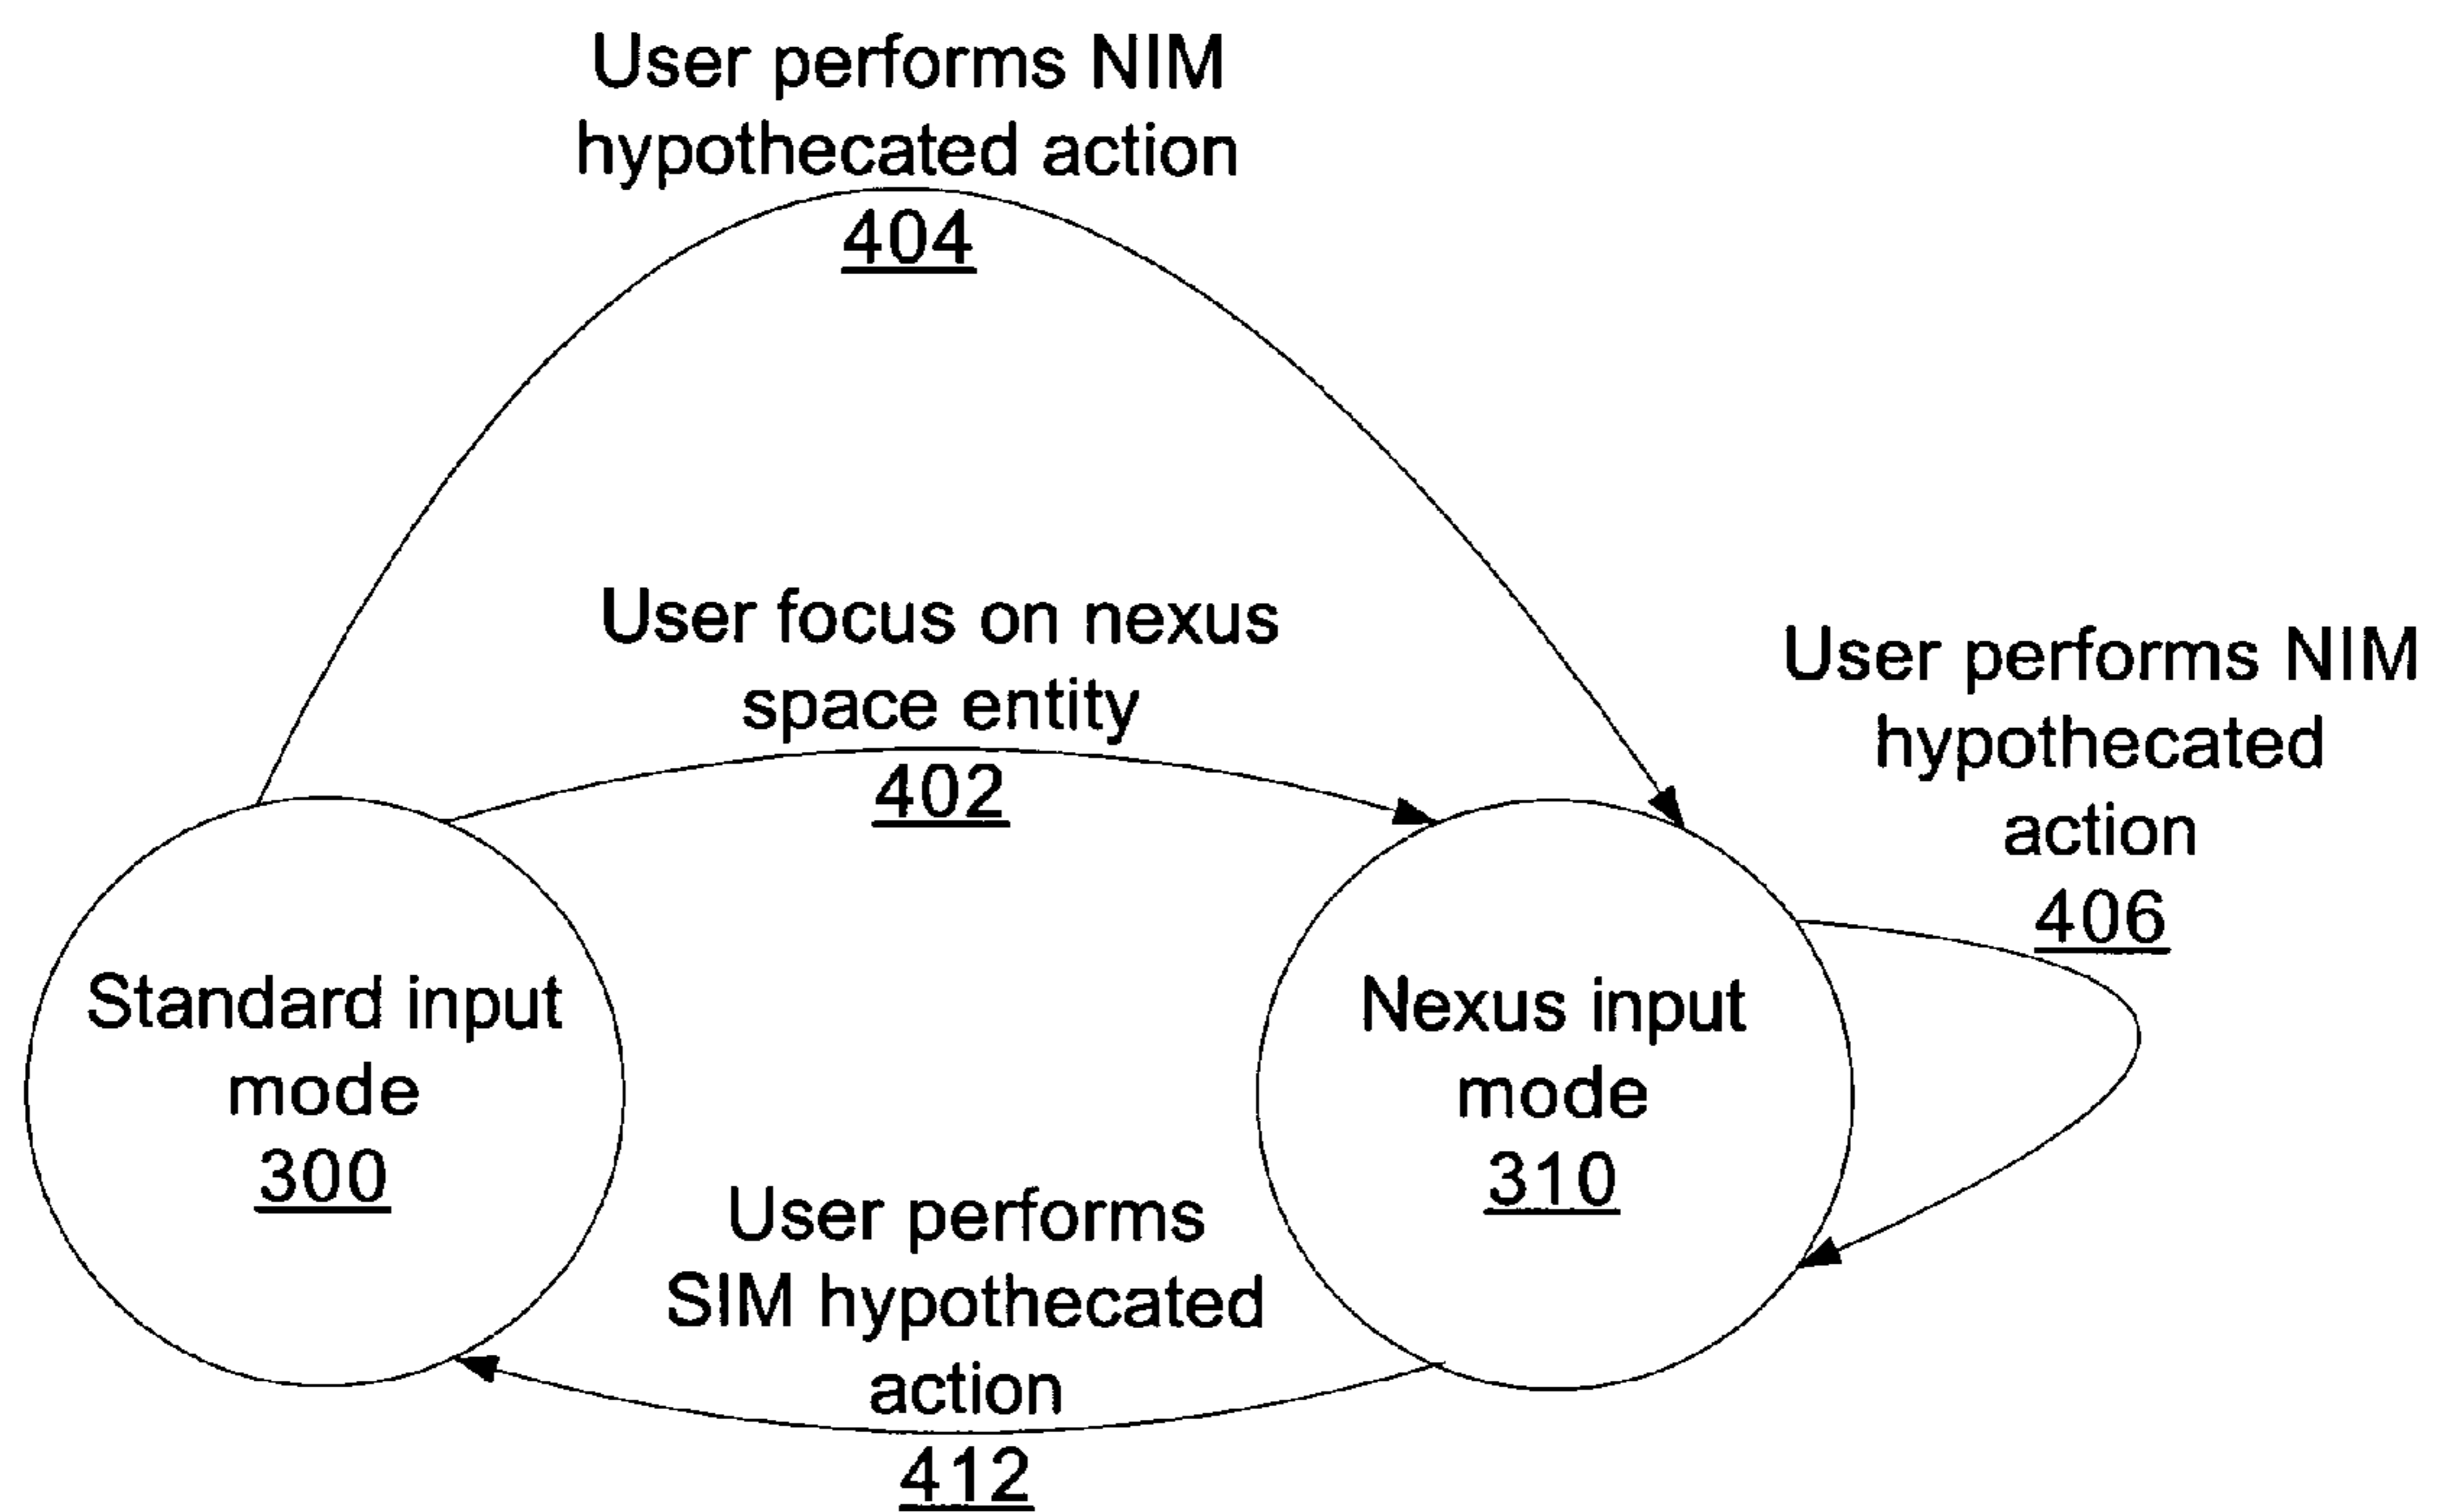 User performs NIM
hypothecated action
404
User focus on nexus
space entity
402
User performs NIM
hypothecated
action
406
Standard input
mode
300
Nexus input
mode
310
User performs
SIM hypothecated
action
412